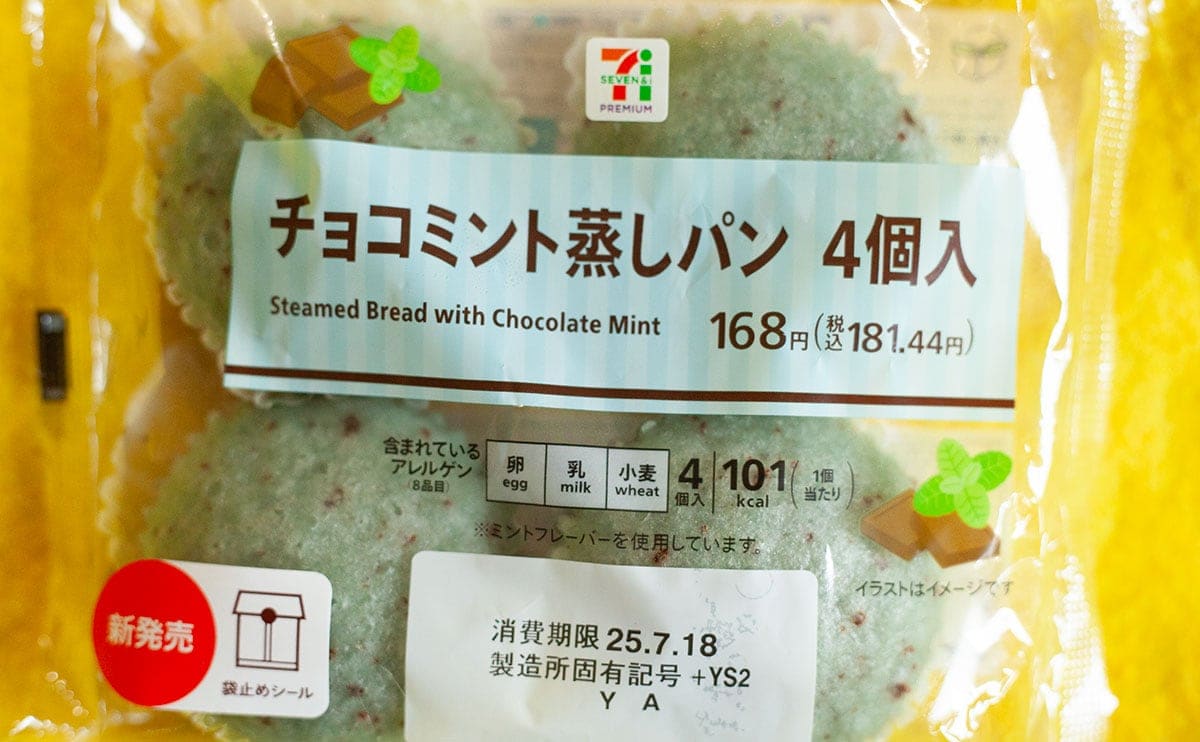 SEVEN&i
PREMIUM
チョコミント蒸しパン 4個入
Steamed Bread with Chocolate Mint
168円(税込181.44円)
含まれている
アレルゲン
(8品目)
卵 乳 小麦
egg milk wheat
4個入
101kcal
(1個当たり)
※ミントフレーバーを使用しています。
イラストはイメージです
新発売
袋止めシール
消費期限 25.7.18
製造所固有記号 +YS2
Y A